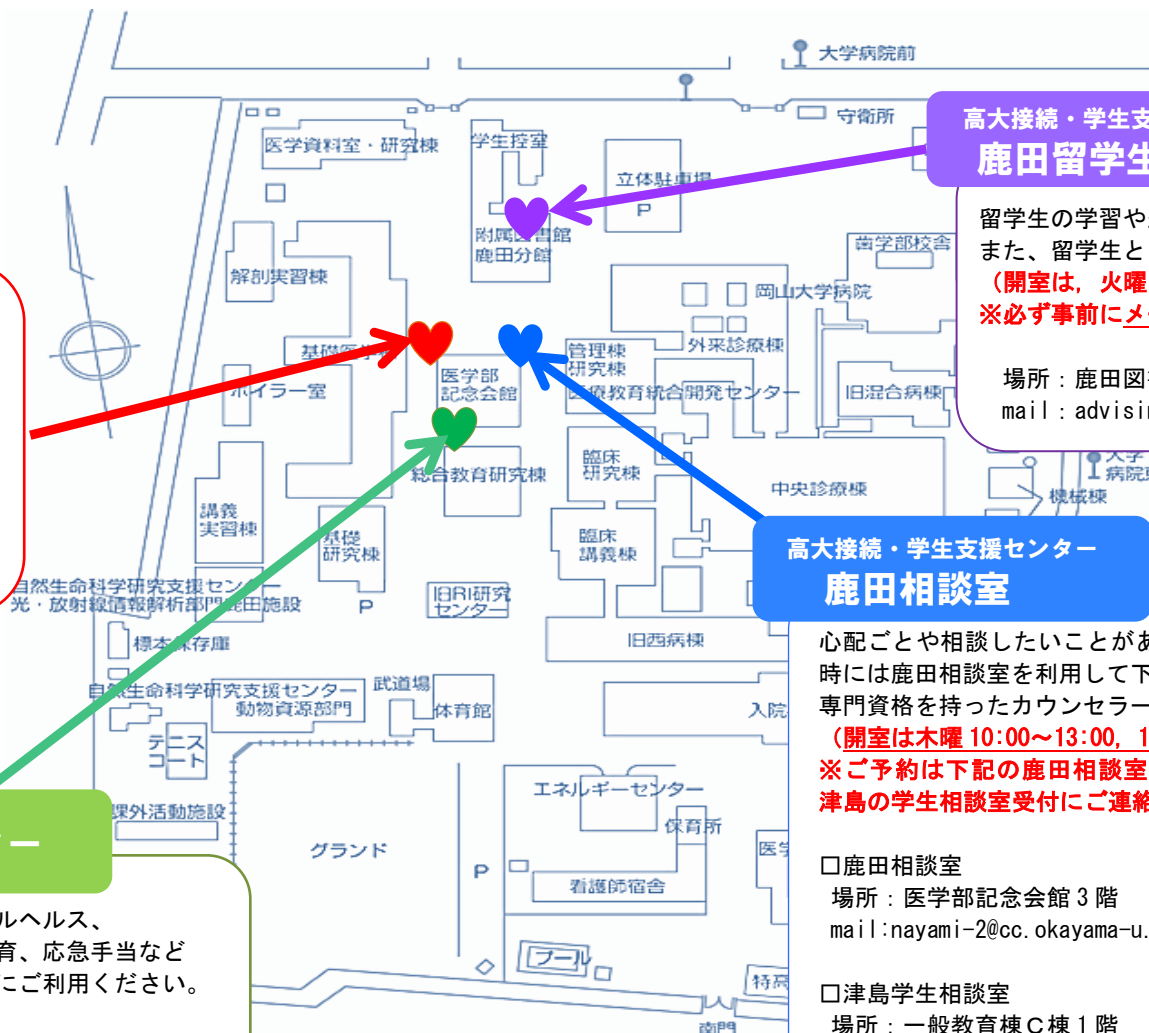 大学病院前
守衛所
医学資料室・研究棟
学生控室
立体駐車場
P
附属図書館
鹿田分館
歯学部校舎
解剖実習棟
岡山大学病院
外来診療棟
管理棟
研究棟
医療教育統合開発センター
旧混合病棟
ボイラー室
医学部
記念会館
総合教育研究棟
臨床
研究棟
中央診療棟
機械棟
講義
実習棟
基礎
研究棟
臨床
講義棟
自然生命科学研究支援センター
光・放射線情報解析部門鹿田施設
P
旧RI研究
センター
標本保存庫
旧西病棟
自然生命科学研究支援センター
動物資源部門
武道場
体育館
入院
テニス
コート
課外活動施設
エネルギーセンター
保育所
グランド
P
看護師宿舎
プール
南門
高大接続・学生支
鹿田留学生
留学生の学習や
また、留学生と
（開室は，火曜
※必ず事前にメ
場所：鹿田図
mail：advisi
高大接続・学生支援センター
鹿田相談室
心配ごとや相談したいことがあ
時には鹿田相談室を利用して下
専門資格を持ったカウンセラー
（開室は木曜 10:00～13:00，1
※ご予約は下記の鹿田相談室
津島の学生相談室受付にご連絡
□鹿田相談室
場所：医学部記念会館３階
mail:nayami-2@cc.okayama-u.
□津島学生相談室
場所：一般教育棟Ｃ棟１階
ー
ルヘルス、
育、応急手当など
にご利用ください。